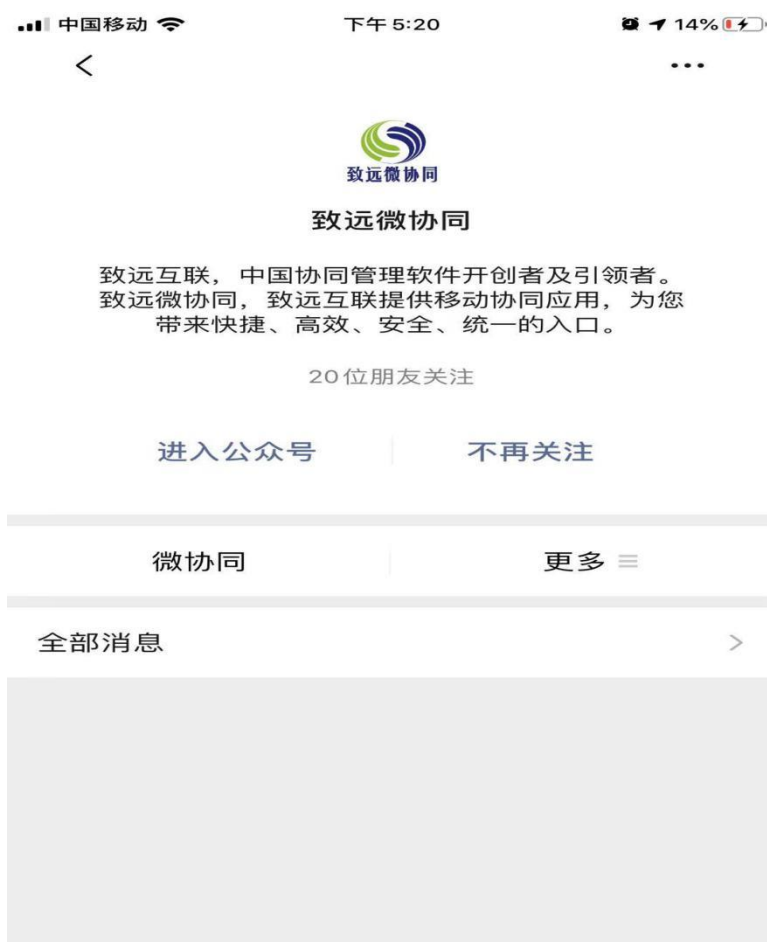 中国移动 下午 5:20 14%
致远微协同
致远微协同
致远互联，中国协同管理软件开创者及引领者。
致远微协同，致远互联提供移动协同应用，为您
带来快捷、高效、安全、统一的入口。
20位朋友关注
进入公众号 不再关注
微协同 更多
全部消息